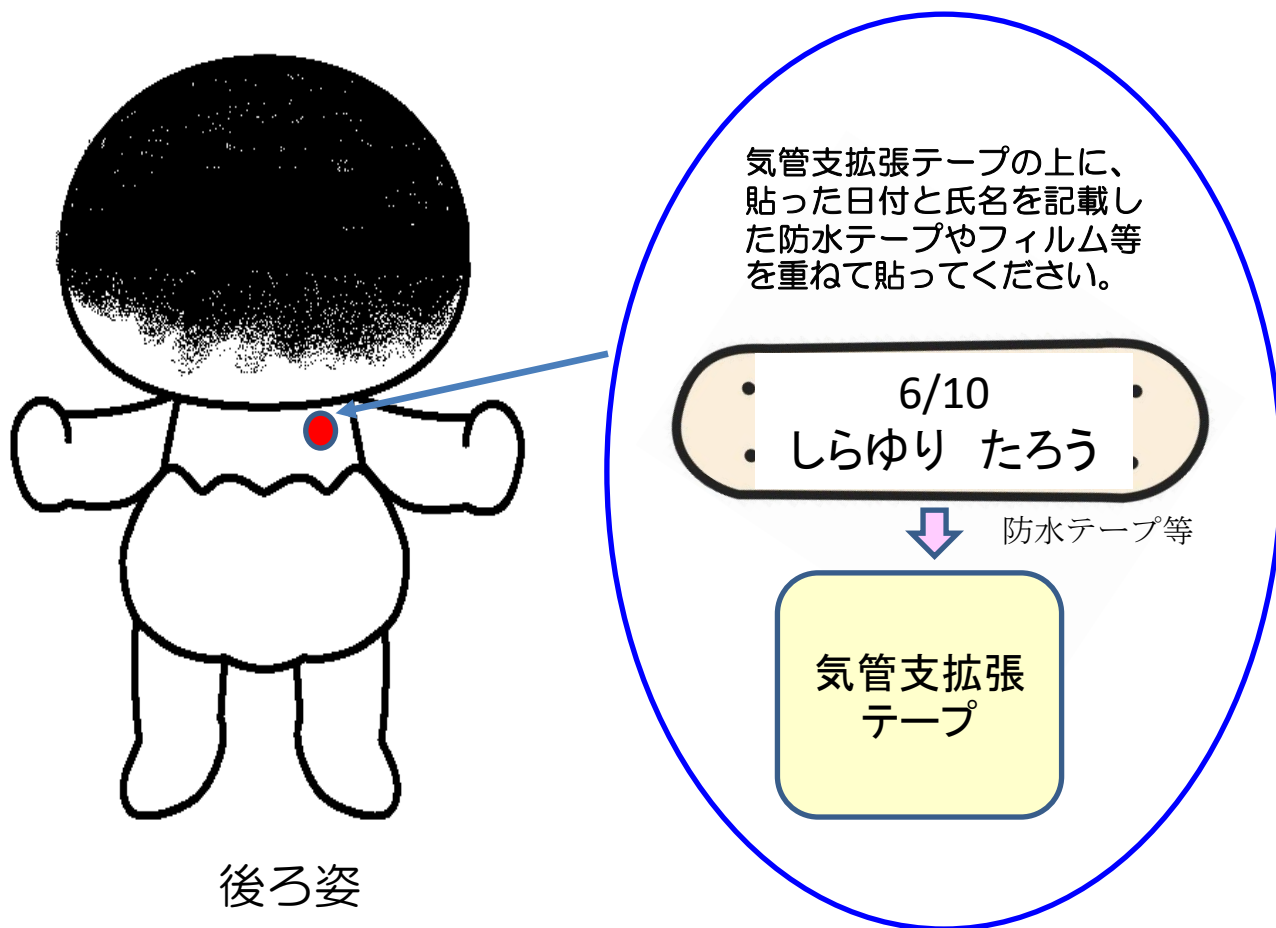 気管支拡張テープの上に、
貼った日付と氏名を記載し
た防水テープやフィルム等
を重ねて貼ってください。
6/10
しらゆり　たろう
防水テープ等
気管支拡張
テープ
後ろ姿